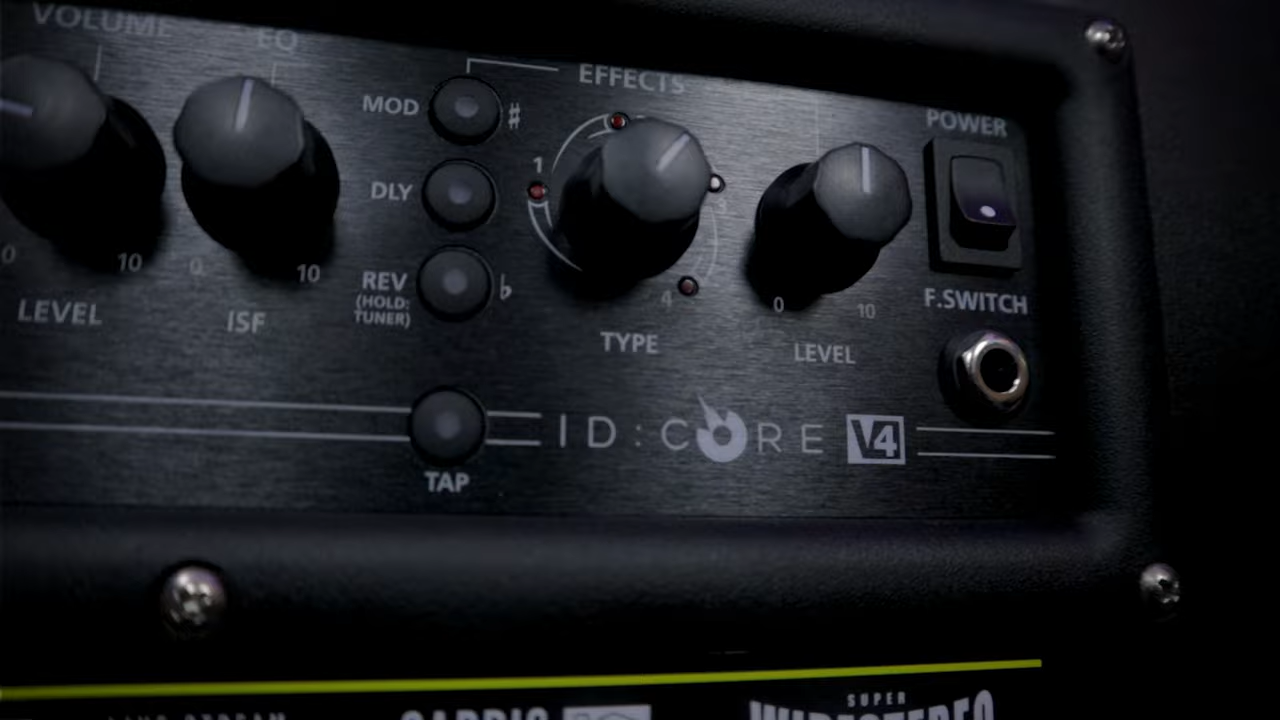 VOLUME
EQ
EFFECTS
POWER
MOD
♯
1
DLY
3
0
10
0
10
REV
(HOLD:
TUNER)
♭
4
0
10
F.SWITCH
LEVEL
ISF
TYPE
LEVEL
ID:CORE V4
TAP
SUPER
WIDESTEREO